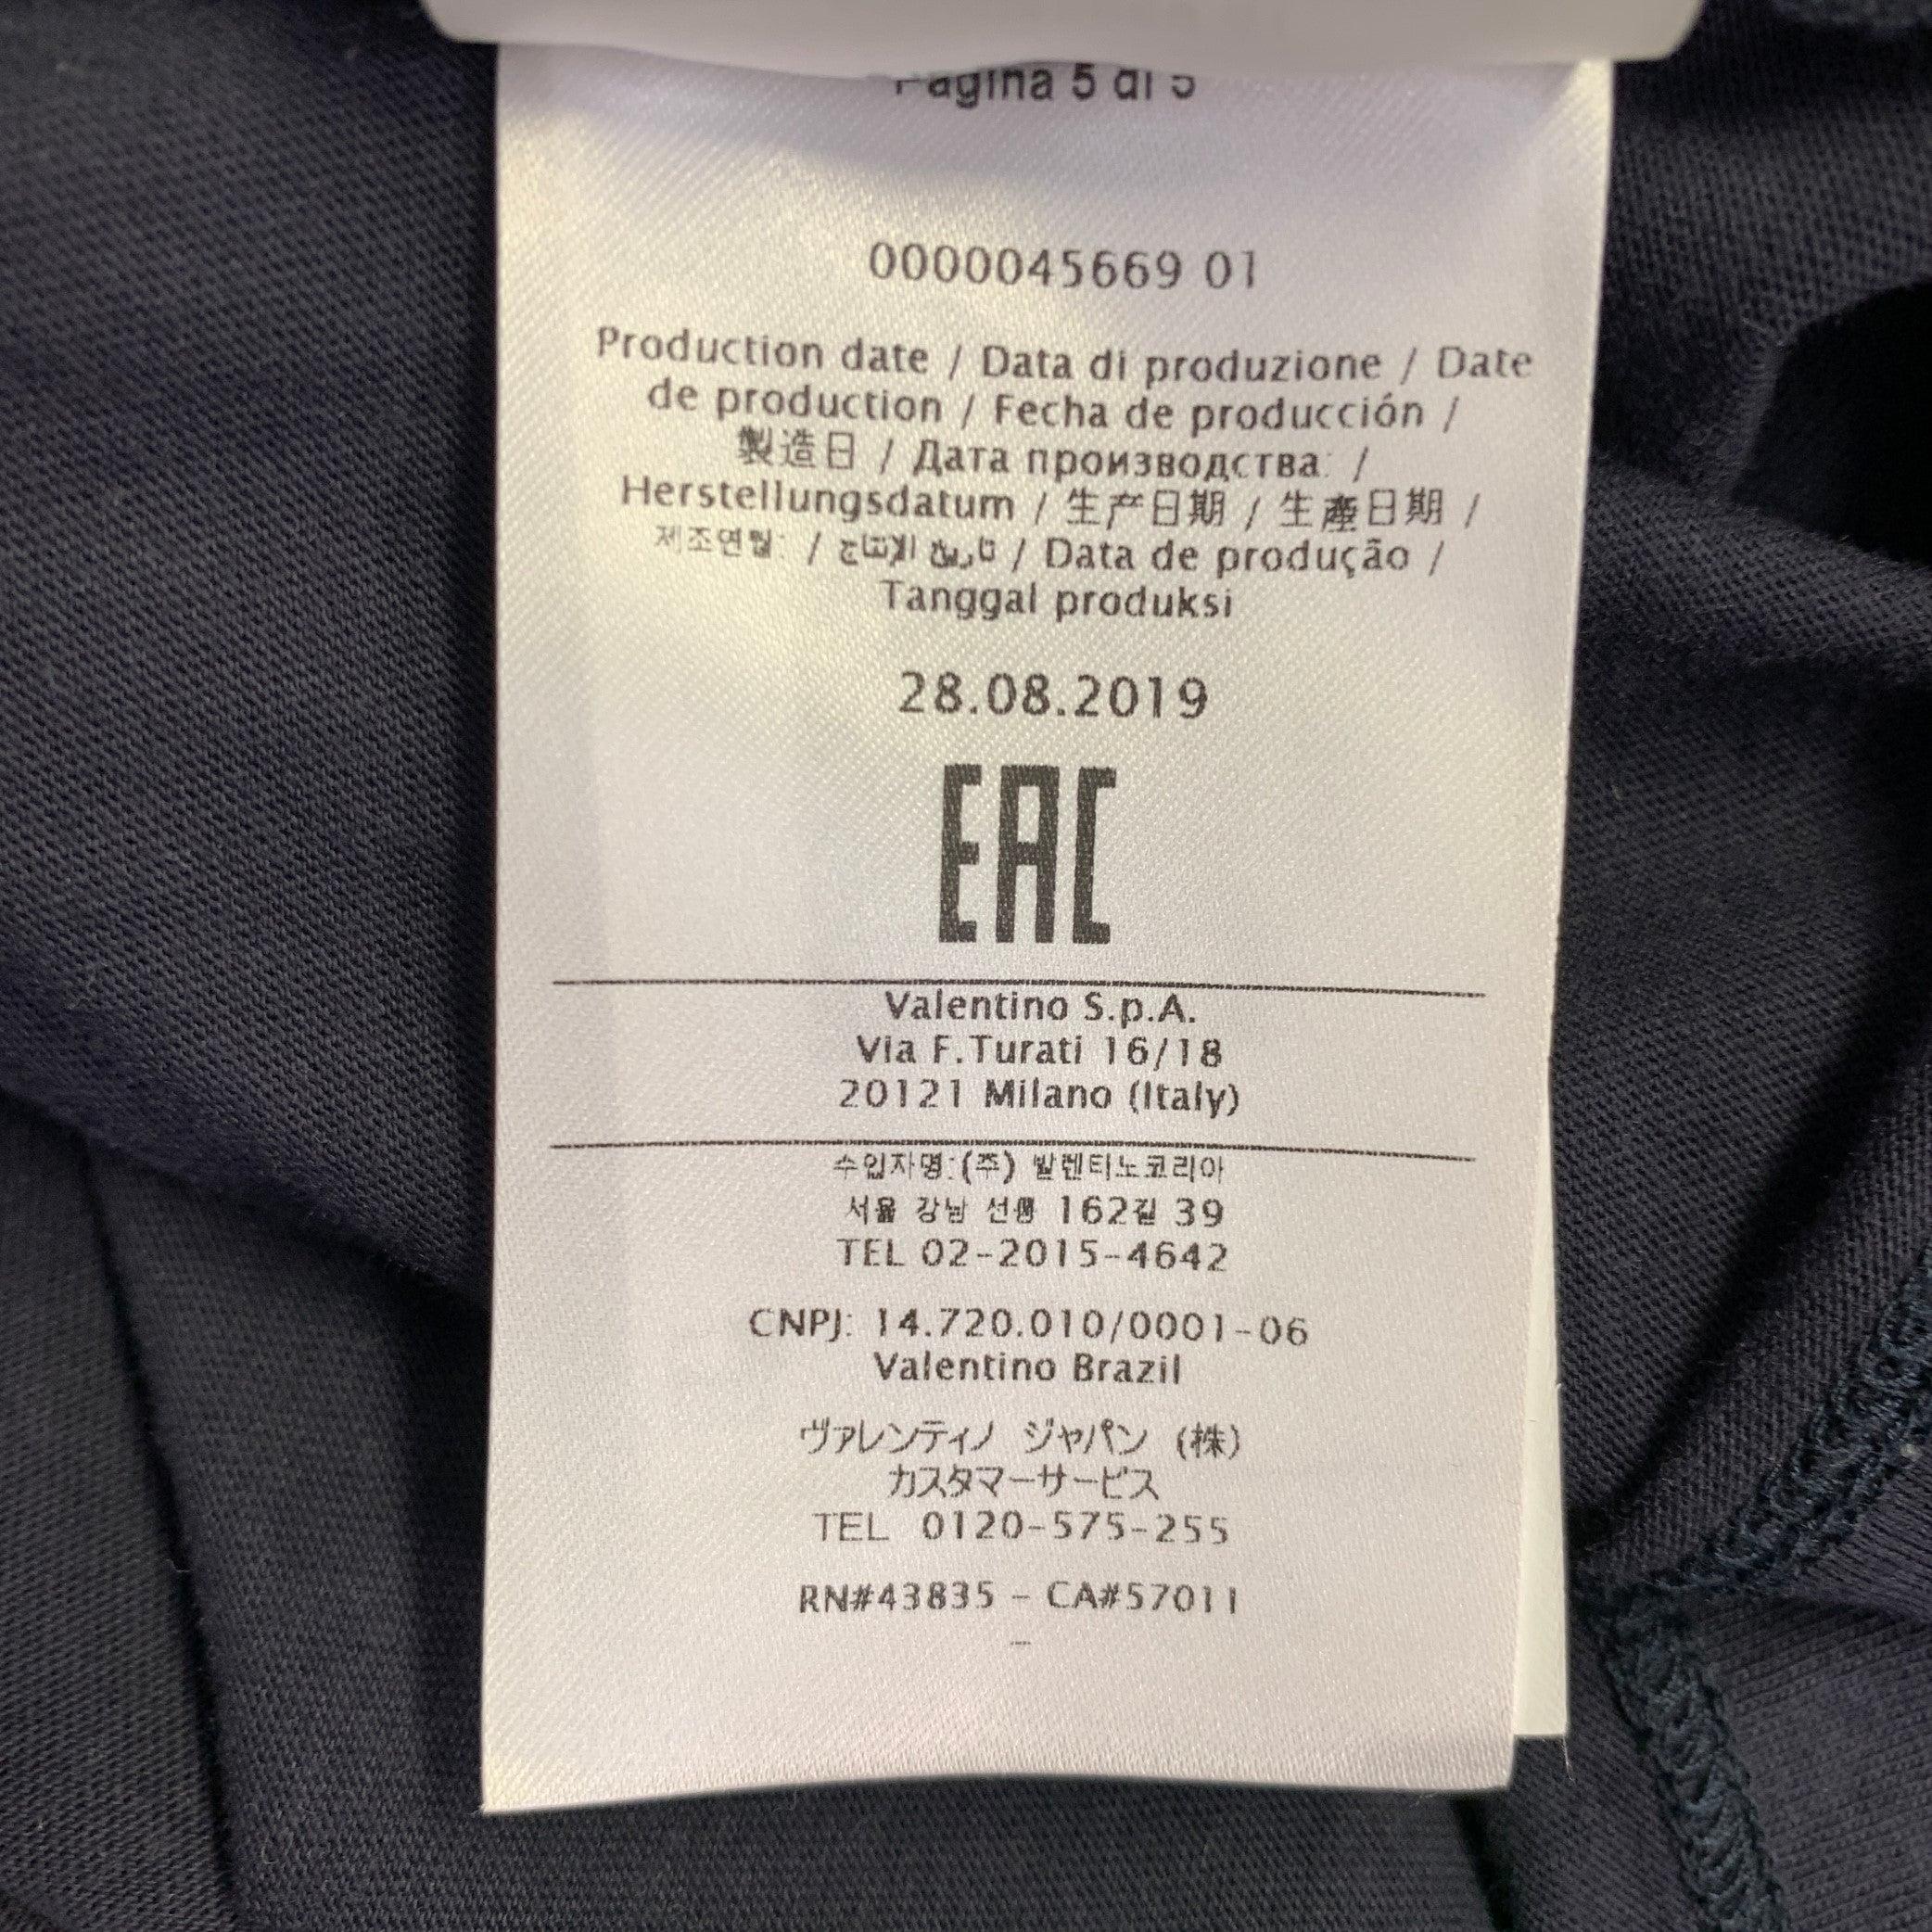 Pagina 5 di 5
0000045669 01
Production date / Data di produzione / Date
de production / Fecha de producción /
製造日 / Дата производства: /
Herstellungsdatum / 生产日期 / 生產日期 /
제조연월: / تاريخ الإنتاج / Data de produção /
Tanggal produksi
28.08.2019
EAC
Valentino S.p.A.
Via F.Turati 16/18
20121 Milano (Italy)
수입자명:(주) 발렌티노코리아
서울 강남 선릉 162길 39
TEL 02-2015-4642
CNPJ: 14.720.010/0001-06
Valentino Brazil
ヴァレンティノ ジャパン (株)
カスタマーサービス
TEL 0120-575-255
RN#43835 - CA#57011
-